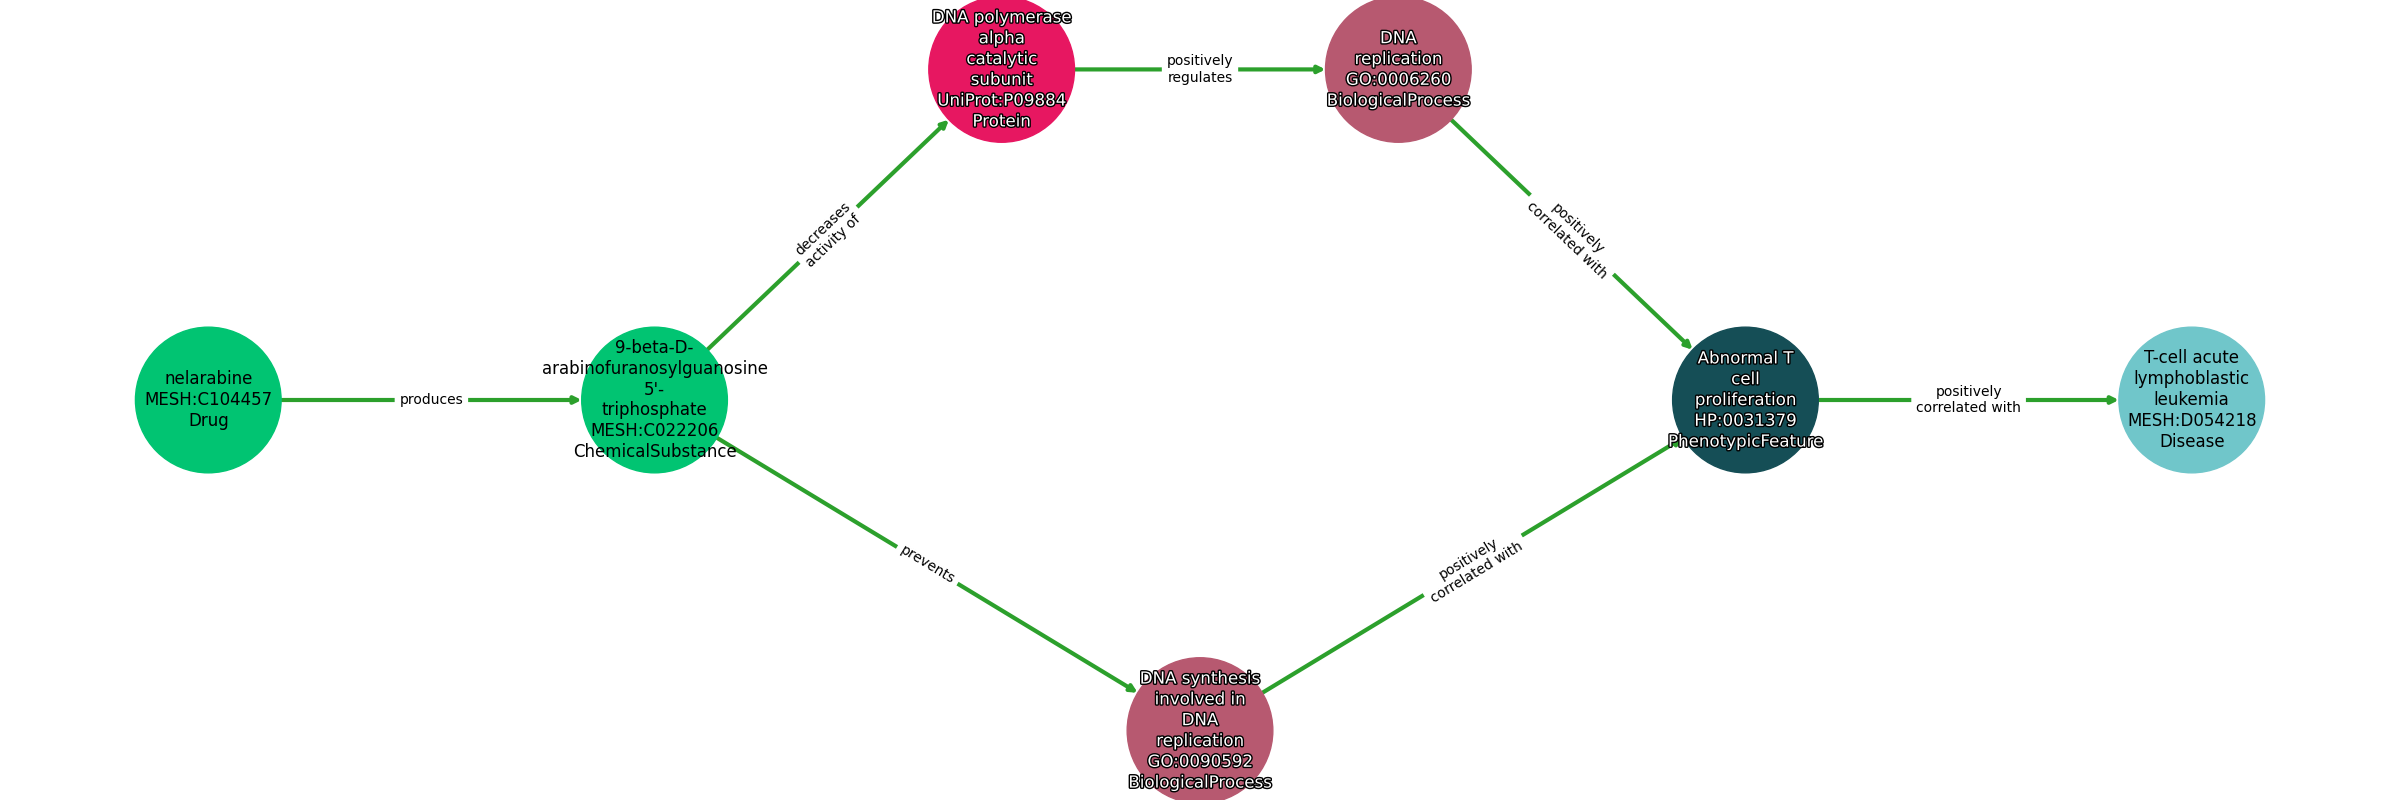 DNA polymerase
alpha
catalytic
subunit
UniProt:P09884
Protein
positively
regulates
DNA
replication
GO:0006260
BiologicalProcess
decreases
activity of
positively
correlated with
nelarabine
MESH:C104457
Drug
produces
9-beta-D-
arabinofuranosylguanosine
5'-
triphosphate
MESH:C022206
ChemicalSubstance
Abnormal T
cell
proliferation
HP:0031379
PhenotypicFeature
positively
correlated with
T-cell acute
lymphoblastic
leukemia
MESH:D054218
Disease
prevents
positively
correlated with
DNA synthesis
involved in
DNA
replication
GO:0090592
BiologicalProcess